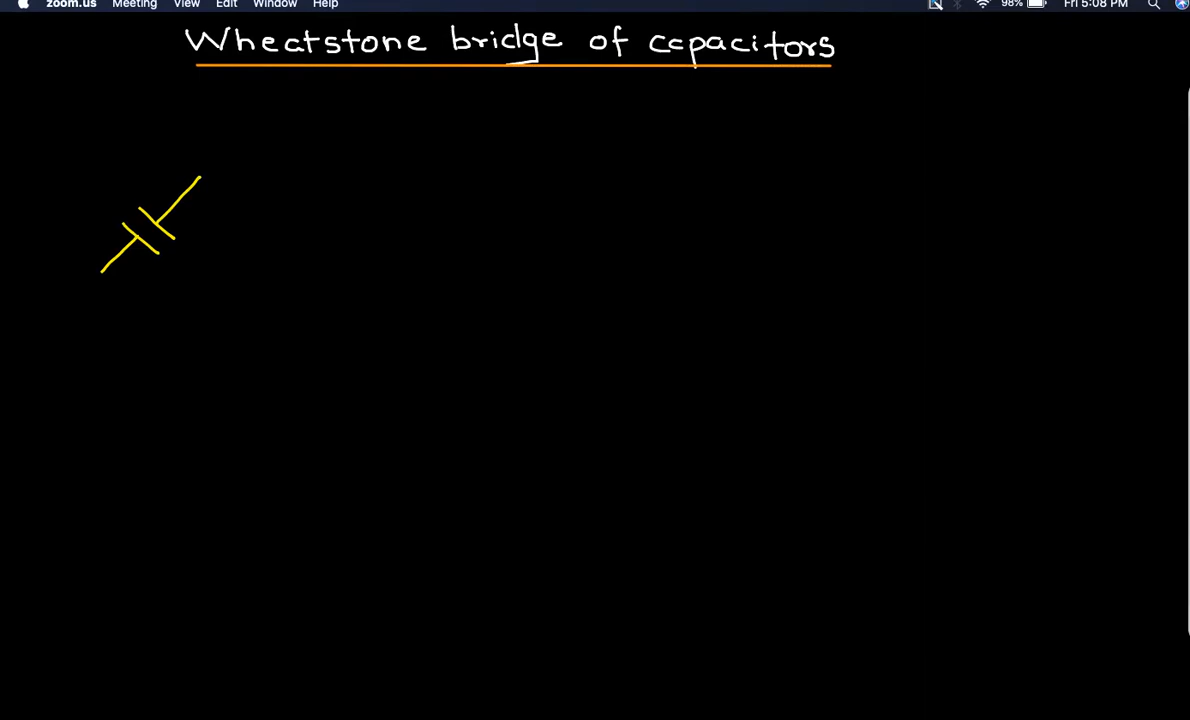 zoom.us Meeting View Edit Window Help 98% Fri 5:08 PM
Wheatstone bridge of capacitors